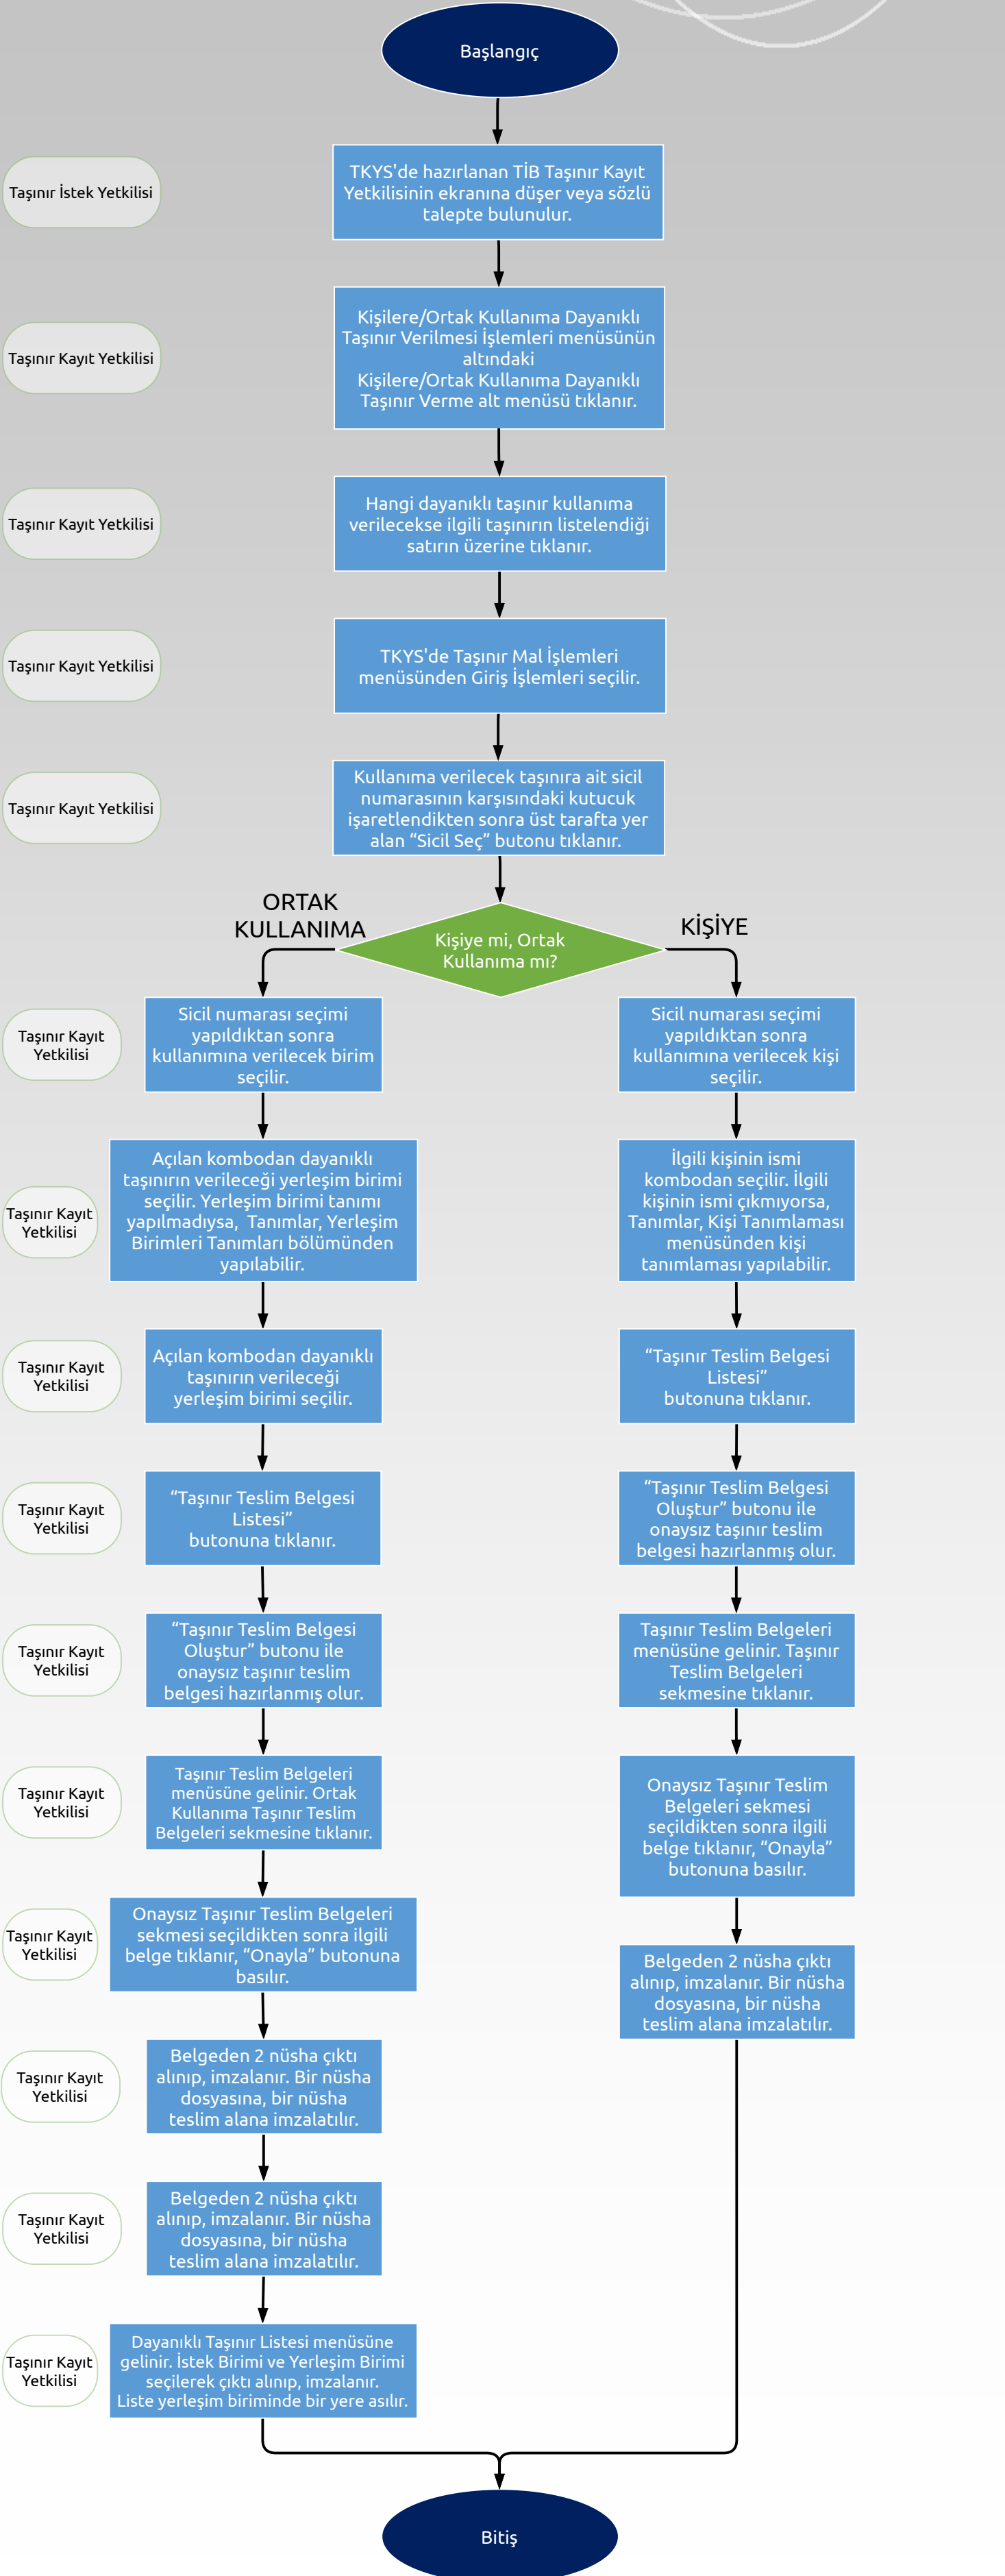 Başlangıç
Taşınır İstek Yetkilisi
TKYS'de hazırlanan TİB Taşınır Kayıt
Yetkilisinin ekranına düşer veya sözlü
talepte bulunulur.
Taşınır Kayıt Yetkilisi
Kişilere/Ortak Kullanıma Dayanıklı
Taşınır Verilmesi İşlemleri menüsünün
altındaki
Kişilere/Ortak Kullanıma Dayanıklı
Taşınır Verme alt menüsü tıklanır.
Taşınır Kayıt Yetkilisi
Hangi dayanıklı taşınır kullanıma
verilecekse ilgili taşınırın listelendiği
satırın üzerine tıklanır.
Taşınır Kayıt Yetkilisi
TKYS'de Taşınır Mal İşlemleri
menüsünden Giriş İşlemleri seçilir.
Taşınır Kayıt Yetkilisi
Kullanıma verilecek taşınıra ait sicil
numarasının karşısındaki kutucuk
işaretlendikten sonra üst tarafta yer
alan “Sicil Seç” butonu tıklanır.
ORTAK
KULLANIMA
Kişiye mi, Ortak
Kullanıma mı?
KİŞİYE
Taşınır Kayıt
Yetkilisi
Sicil numarası seçimi
yapıldıktan sonra
kullanımına verilecek birim
seçilir.
Sicil numarası seçimi
yapıldıktan sonra
kullanımına verilecek kişi
seçilir.
Taşınır Kayıt
Yetkilisi
Açılan kombodan dayanıklı
taşınırın verileceği yerleşim birimi
seçilir. Yerleşim birimi tanımı
yapılmadıysa, Tanımlar, Yerleşim
Birimleri Tanımları bölümünden
yapılabilir.
İlgili kişinin ismi
kombodan seçilir. İlgili
kişinin ismi çıkmıyorsa,
Tanımlar, Kişi Tanımlaması
menüsünden kişi
tanımlaması yapılabilir.
Taşınır Kayıt
Yetkilisi
Açılan kombodan dayanıklı
taşınırın verileceği
yerleşim birimi seçilir.
“Taşınır Teslim Belgesi
Listesi”
butonuna tıklanır.
Taşınır Kayıt
Yetkilisi
“Taşınır Teslim Belgesi
Listesi”
butonuna tıklanır.
“Taşınır Teslim Belgesi
Oluştur” butonu ile
onaysız taşınır teslim
belgesi hazırlanmış olur.
Taşınır Kayıt
Yetkilisi
“Taşınır Teslim Belgesi
Oluştur” butonu ile
onaysız taşınır teslim
belgesi hazırlanmış olur.
Taşınır Teslim Belgeleri
menüsüne gelinir. Taşınır
Teslim Belgeleri
sekmesine tıklanır.
Taşınır Kayıt
Yetkilisi
Taşınır Teslim Belgeleri
menüsüne gelinir. Ortak
Kullanıma Taşınır Teslim
Belgeleri sekmesine tıklanır.
Onaysız Taşınır Teslim
Belgeleri sekmesi
seçildikten sonra ilgili
belge tıklanır, “Onayla”
butonuna basılır.
Taşınır Kayıt
Yetkilisi
Onaysız Taşınır Teslim Belgeleri
sekmesi seçildikten sonra ilgili
belge tıklanır, “Onayla” butonuna
basılır.
Belgeden 2 nüsha çıktı
alınıp, imzalanır. Bir nüsha
dosyasına, bir nüsha
teslim alana imzalatılır.
Taşınır Kayıt
Yetkilisi
Belgeden 2 nüsha çıktı
alınıp, imzalanır. Bir nüsha
dosyasına, bir nüsha
teslim alana imzalatılır.
Taşınır Kayıt
Yetkilisi
Belgeden 2 nüsha çıktı
alınıp, imzalanır. Bir nüsha
dosyasına, bir nüsha
teslim alana imzalatılır.
Taşınır Kayıt
Yetkilisi
Dayanıklı Taşınır Listesi menüsüne
gelinir. İstek Birimi ve Yerleşim Birimi
seçilerek çıktı alınıp, imzalanır.
Liste yerleşim biriminde bir yere asılır.
Bitiş